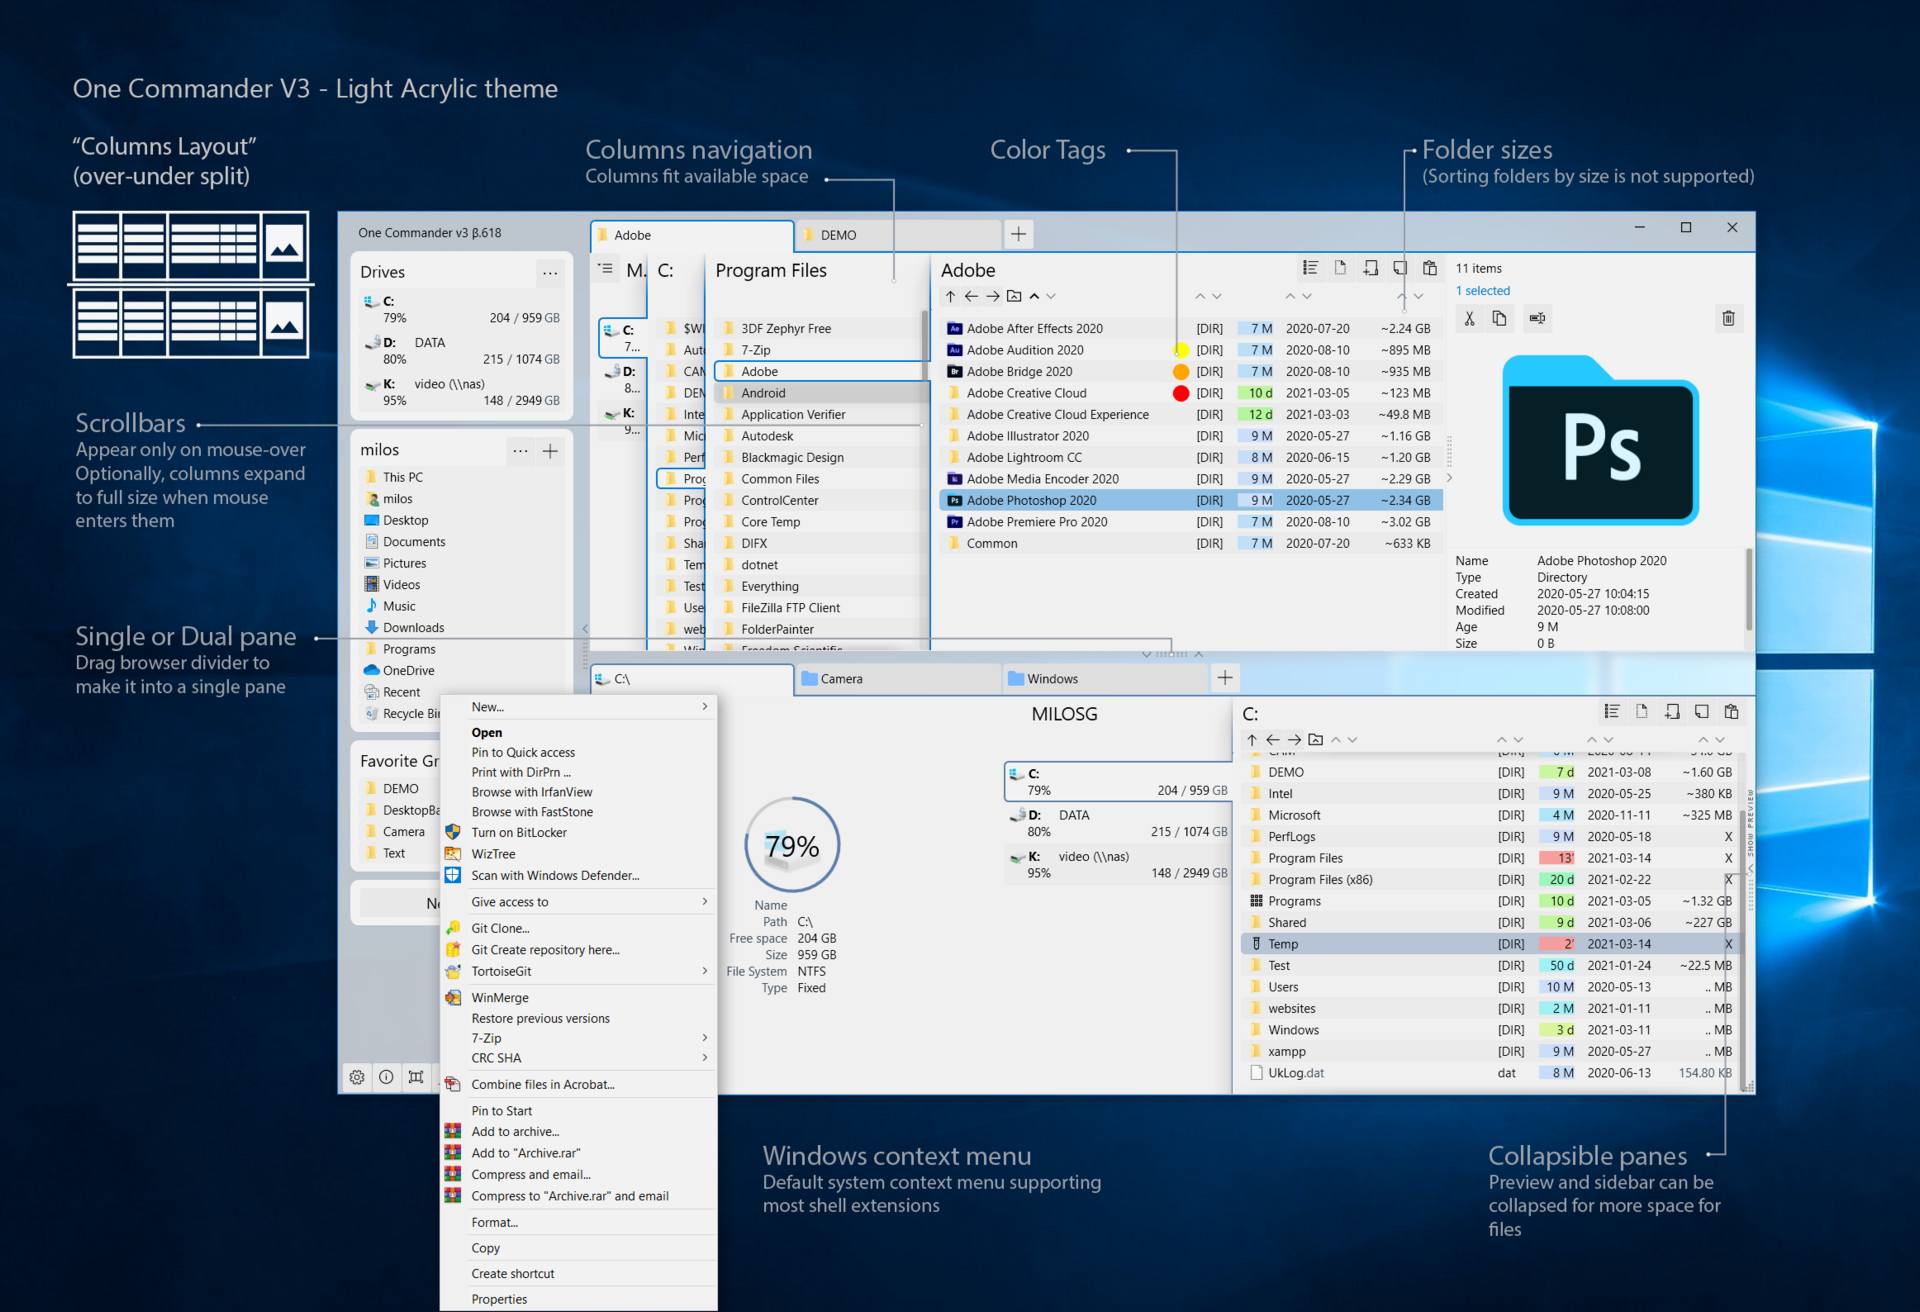 One Commander V3 - Light Acrylic theme
“Columns Layout”
(over-under split)
Columns navigation
Columns fit available space
Color Tags
Folder sizes
(Sorting folders by size is not supported)
Scrollbars
Appear only on mouse-over
Optionally, columns expand
to full size when mouse
enters them
Single or Dual pane
Drag browser divider to
make it into a single pane
One Commander v3 β.618
Drives ...
C:
79% 204 / 959 GB
D: DATA
80% 215 / 1074 GB
K: video (\\nas)
95% 148 / 2949 GB
milos ... +
This PC
milos
Desktop
Documents
Pictures
Videos
Music
Downloads
Programs
OneDrive
Recent
Recycle Bin
Favorite Gr
DEMO
DesktopBa
Camera
Text
Ne
Adobe
DEMO
+
M.
C:
7...
D:
8...
K:
9...
C:
$WI
Aut
CAM
DEM
Inte
Mic
Perf
Prog
Prog
Prog
Sha
Tem
Test
Use
web
Win
Program Files
3DF Zephyr Free
7-Zip
Adobe
Android
Application Verifier
Autodesk
Blackmagic Design
Common Files
ControlCenter
Core Temp
DIFX
dotnet
Everything
FileZilla FTP Client
FolderPainter
Freedom Scientific
Adobe
Adobe After Effects 2020 [DIR] 7 M 2020-07-20 ~2.24 GB
Adobe Audition 2020 [DIR] 7 M 2020-08-10 ~895 MB
Adobe Bridge 2020 [DIR] 7 M 2020-08-10 ~935 MB
Adobe Creative Cloud [DIR] 10 d 2021-03-05 ~123 MB
Adobe Creative Cloud Experience [DIR] 12 d 2021-03-03 ~49.8 MB
Adobe Illustrator 2020 [DIR] 9 M 2020-05-27 ~1.16 GB
Adobe Lightroom CC [DIR] 8 M 2020-06-15 ~1.20 GB
Adobe Media Encoder 2020 [DIR] 9 M 2020-05-27 ~2.29 GB
Adobe Photoshop 2020 [DIR] 9 M 2020-05-27 ~2.34 GB
Adobe Premiere Pro 2020 [DIR] 7 M 2020-08-10 ~3.02 GB
Common [DIR] 7 M 2020-07-20 ~633 KB
11 items
1 selected
Ps
Name Adobe Photoshop 2020
Type Directory
Created 2020-05-27 10:04:15
Modified 2020-05-27 10:08:00
Age 9 M
Size 0 B
C:\
Camera
Windows
+
MILOSG
79%
Name
Path C:\
Free space 204 GB
Size 959 GB
File System NTFS
Type Fixed
C:
79% 204 / 959 GB
D: DATA
80% 215 / 1074 GB
K: video (\\nas)
95% 148 / 2949 GB
C:
DEMO [DIR] 7 d 2021-03-08 ~1.60 GB
Intel [DIR] 9 M 2020-05-25 ~380 KB
Microsoft [DIR] 4 M 2020-11-11 ~325 MB
PerfLogs [DIR] 9 M 2020-05-18 X
Program Files [DIR] 13' 2021-03-14 X
Program Files (x86) [DIR] 20 d 2021-02-22 X
Programs [DIR] 10 d 2021-03-05 ~1.32 GB
Shared [DIR] 9 d 2021-03-06 ~227 GB
Temp [DIR] 2' 2021-03-14 X
Test [DIR] 50 d 2021-01-24 ~22.5 MB
Users [DIR] 10 M 2020-05-13 .. MB
websites [DIR] 2 M 2021-01-11 .. MB
Windows [DIR] 3 d 2021-03-11 .. MB
xampp [DIR] 9 M 2020-05-27 .. MB
UkLog.dat dat 8 M 2020-06-13 154.80 KB
SHOW PREVIEW
New...
Open
Pin to Quick access
Print with DirPrn ...
Browse with IrfanView
Browse with FastStone
Turn on BitLocker
WizTree
Scan with Windows Defender...
Give access to
Git Clone...
Git Create repository here...
TortoiseGit
WinMerge
Restore previous versions
7-Zip
CRC SHA
Combine files in Acrobat...
Pin to Start
Add to archive...
Add to "Archive.rar"
Compress and email...
Compress to "Archive.rar" and email
Format...
Copy
Create shortcut
Properties
Windows context menu
Default system context menu supporting
most shell extensions
Collapsible panes
Preview and sidebar can be
collapsed for more space for
files